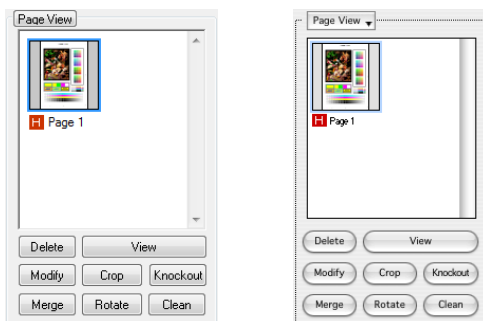 Page View
H Page 1
Delete View
Modify Crop Knockout
Merge Rotate Clean
Page View
H Page 1
Delete View
Modify Crop Knockout
Merge Rotate Clean